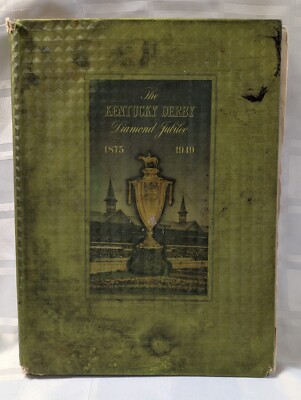 The
KENTUCKY DERBY
Diamond Jubilee
1875 1949